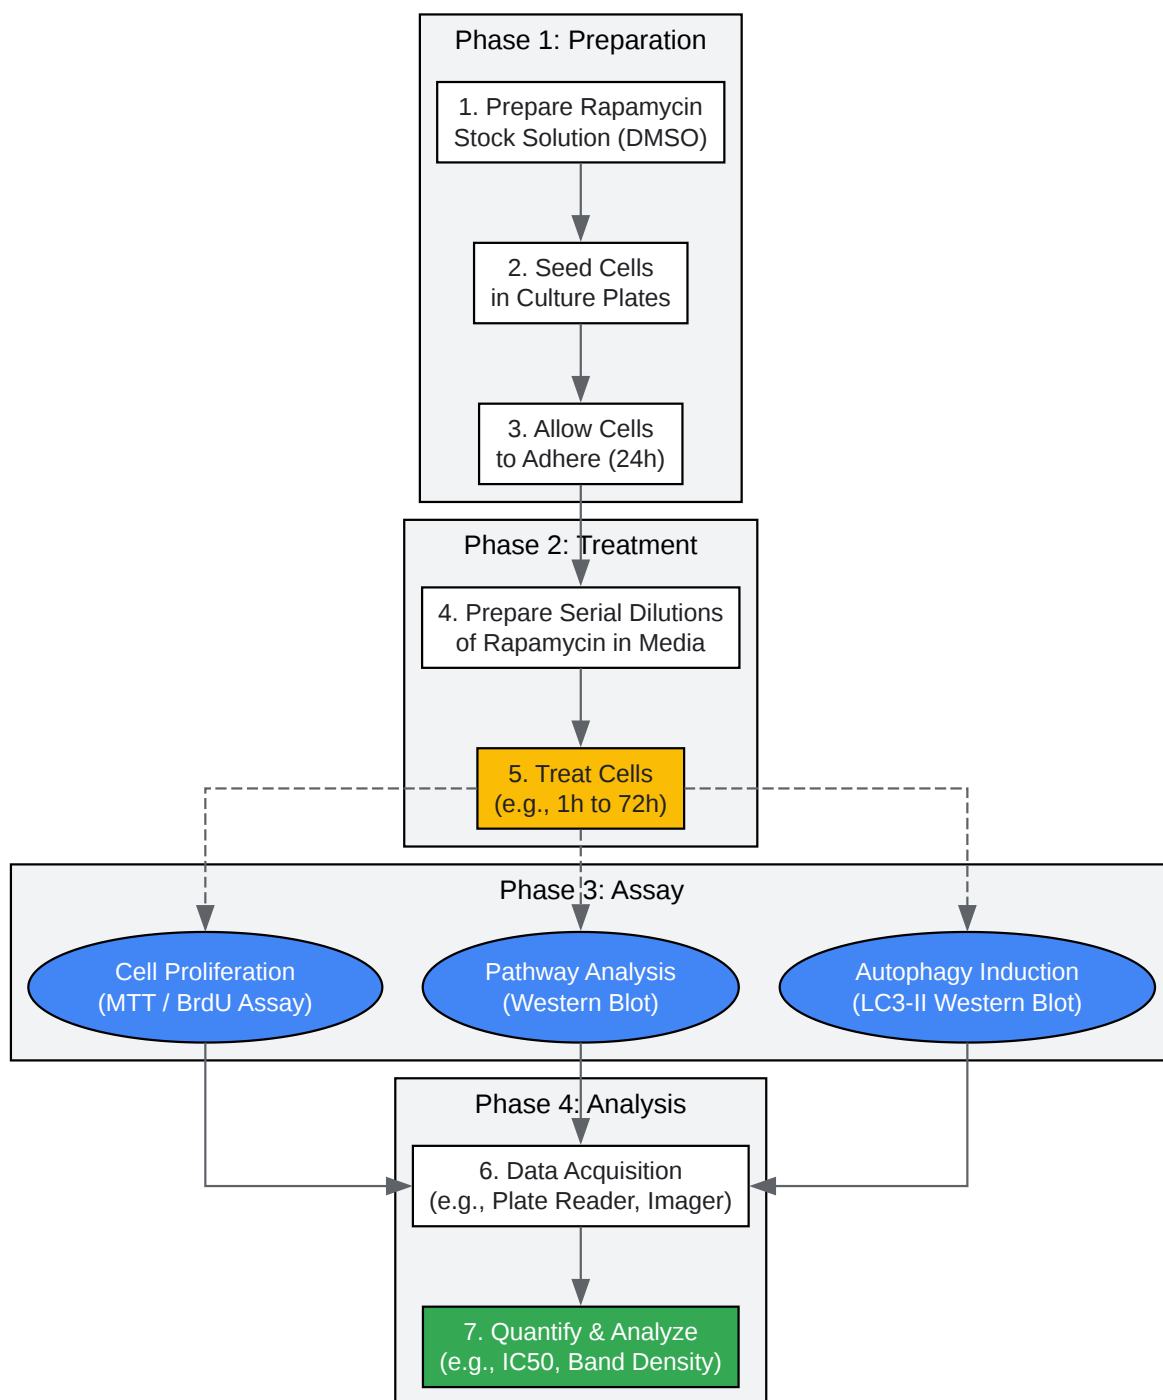 Phase 1: Preparation
1. Prepare Rapamycin
Stock Solution (DMSO)
2. Seed Cells
in Culture Plates
3. Allow Cells
to Adhere (24h)
Phase 2: Treatment
4. Prepare Serial Dilutions
of Rapamycin in Media
5. Treat Cells
(e.g., 1h to 72h)
Phase 3: Assay
Cell Proliferation
(MTT / BrdU Assay)
Pathway Analysis
(Western Blot)
Autophagy Induction
(LC3-II Western Blot)
Phase 4: Analysis
6. Data Acquisition
(e.g., Plate Reader, Imager)
7. Quantify & Analyze
(e.g., IC50, Band Density)